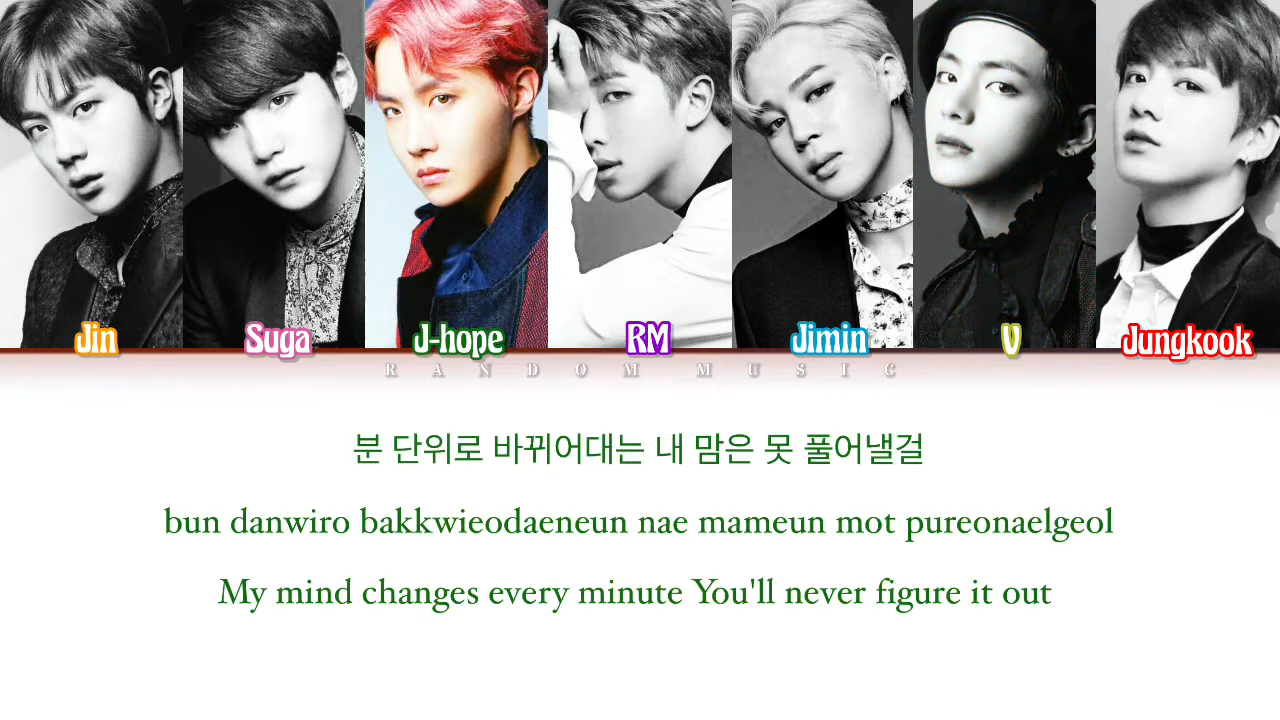 Jin Suga J-hope RM Jimin V Jungkook
RANDOM MUSIC
분 단위로 바뀌어대는 내 맘은 못 풀어낼걸
bun danwiro bakkwieodaeneun nae mameun mot pureonaelgeol
My mind changes every minute You'll never figure it out